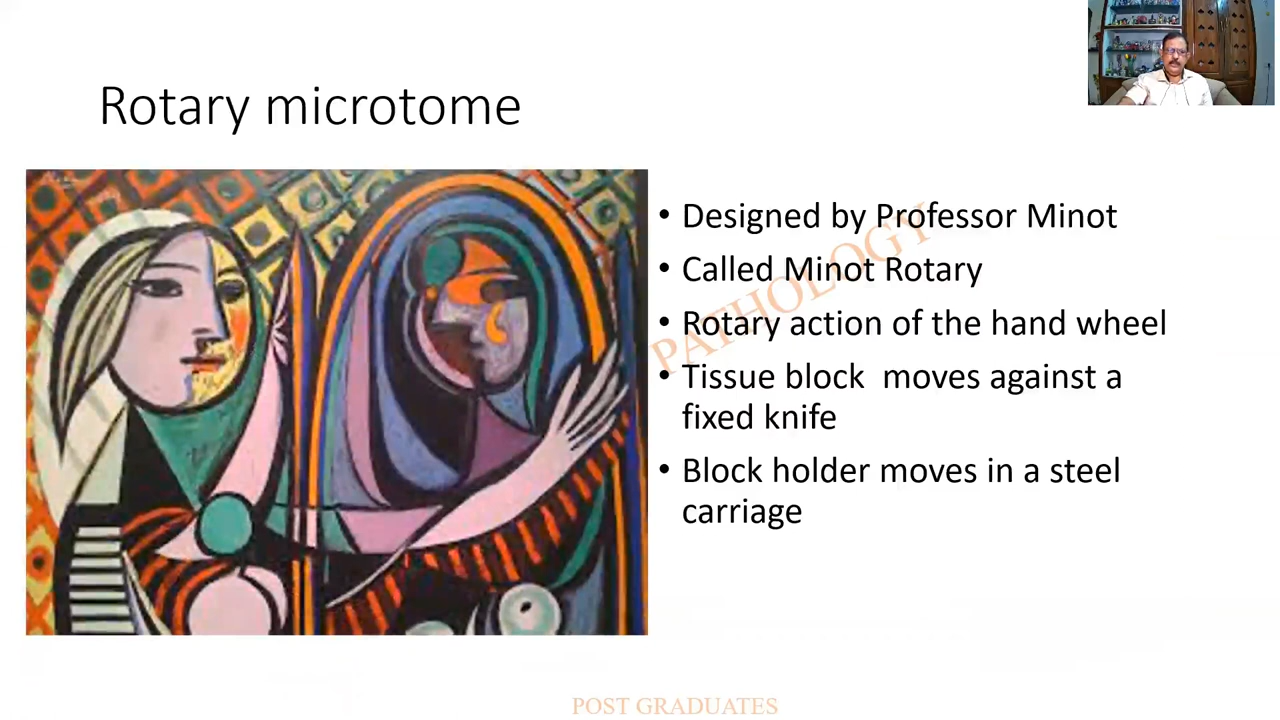 Rotary microtome
• Designed by Professor Minot
• Called Minot Rotary
• Rotary action of the hand wheel
• Tissue block  moves against a
fixed knife
• Block holder moves in a steel
carriage
PATHOLOGY
POST GRADUATES